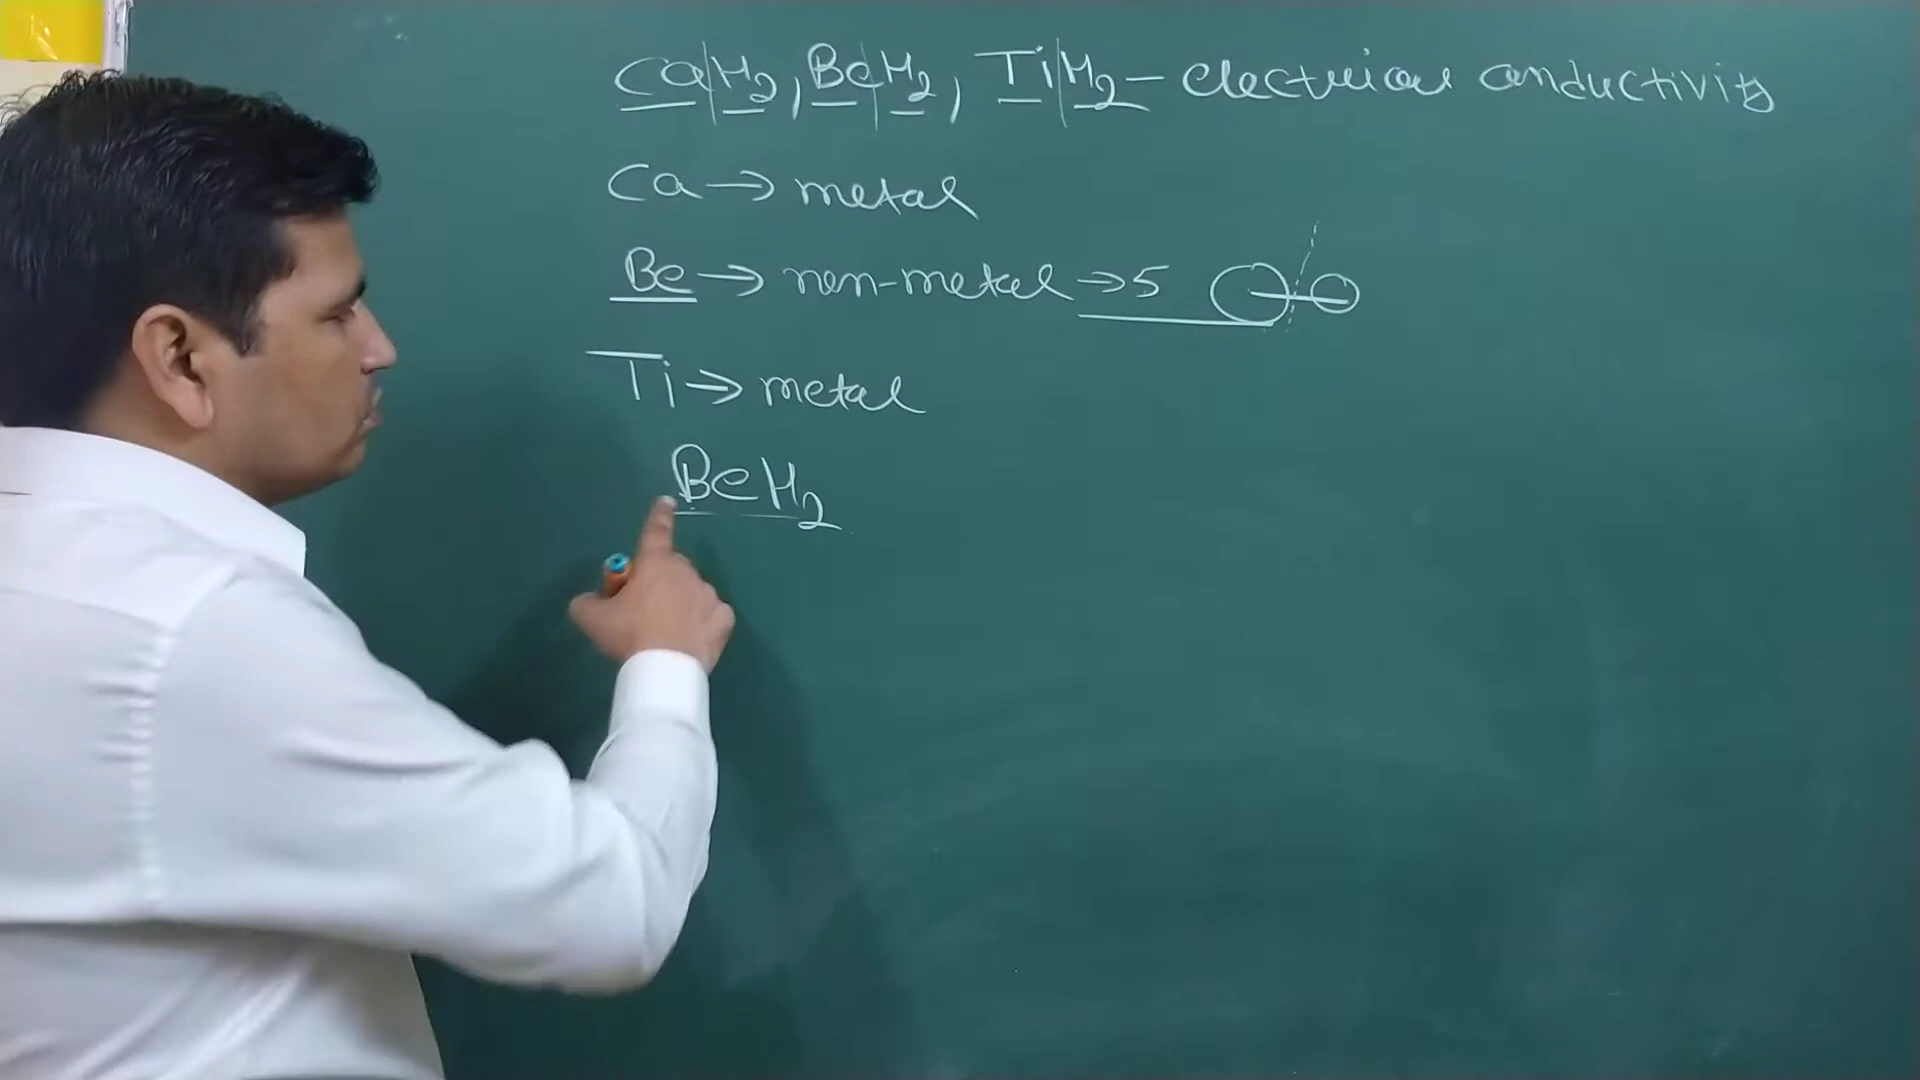 CaH₂, BeH₂, TiH₂ – electrical conductivity
Ca → metal
Be → non-metal → 5
Ti → metal
BeH₂